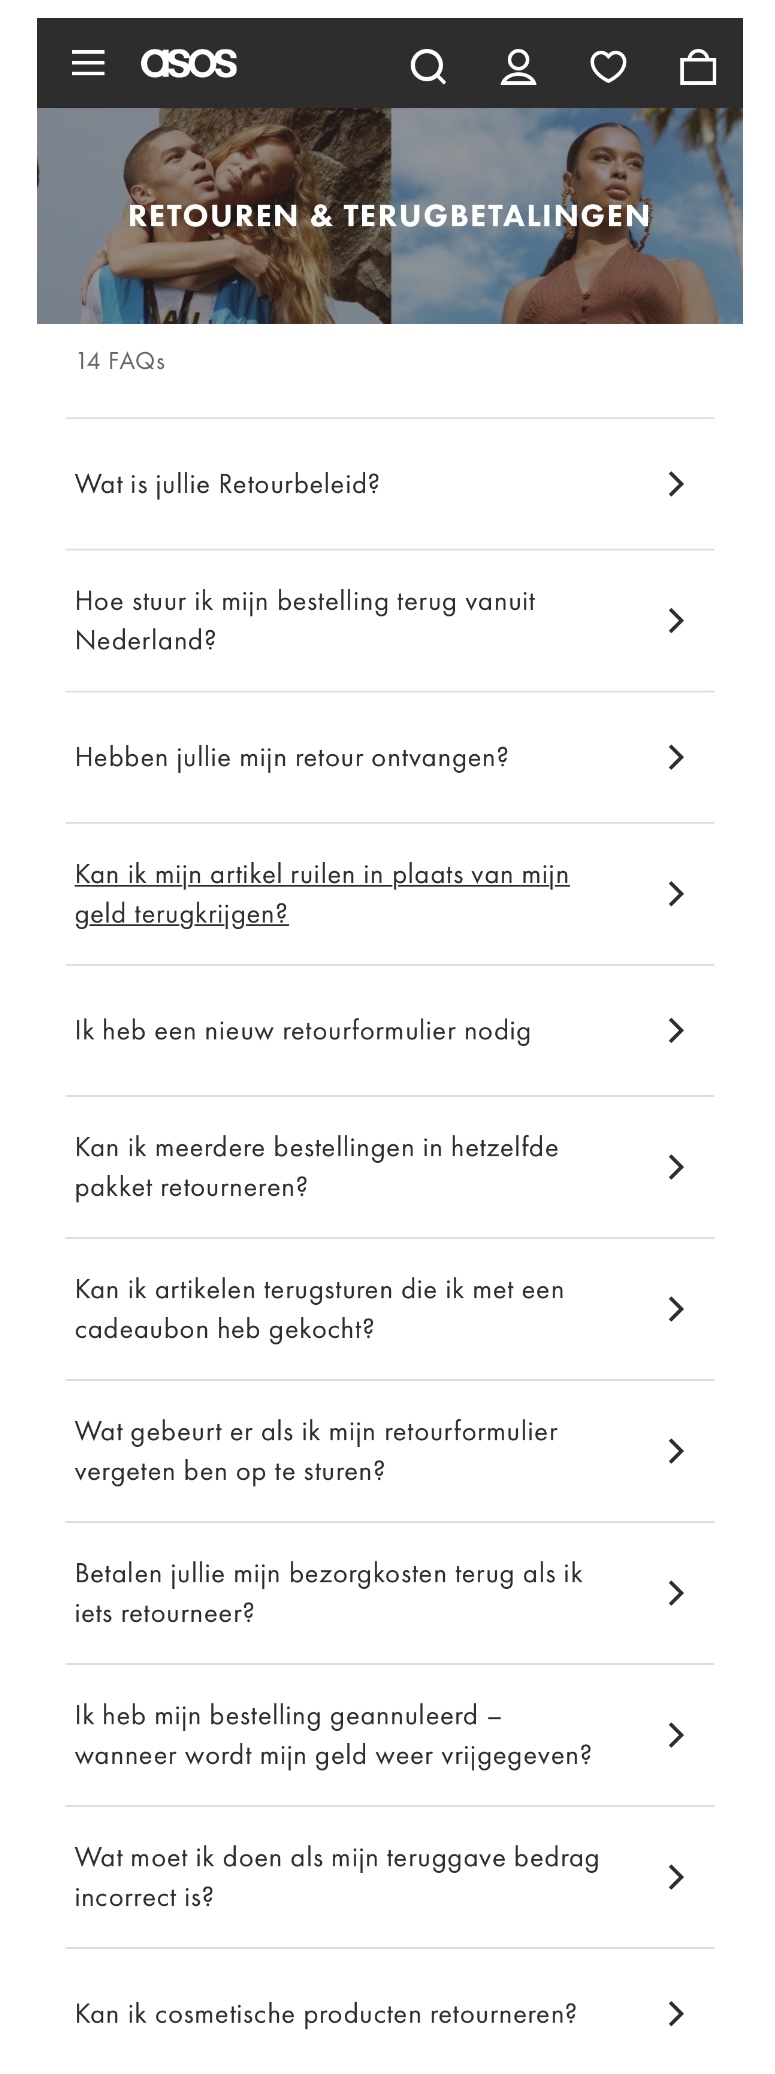 asos
RETOUREN & TERUGBETALINGEN
14 FAQs
Wat is jullie Retourbeleid?
Hoe stuur ik mijn bestelling terug vanuit
Nederland?
Hebben jullie mijn retour ontvangen?
Kan ik mijn artikel ruilen in plaats van mijn
geld terugkrijgen?
Ik heb een nieuw retourformulier nodig
Kan ik meerdere bestellingen in hetzelfde
pakket retourneren?
Kan ik artikelen terugsturen die ik met een
cadeaubon heb gekocht?
Wat gebeurt er als ik mijn retourformulier
vergeten ben op te sturen?
Betalen jullie mijn bezorgkosten terug als ik
iets retourneer?
Ik heb mijn bestelling geannuleerd –
wanneer wordt mijn geld weer vrijgegeven?
Wat moet ik doen als mijn teruggave bedrag
incorrect is?
Kan ik cosmetische producten retourneren?